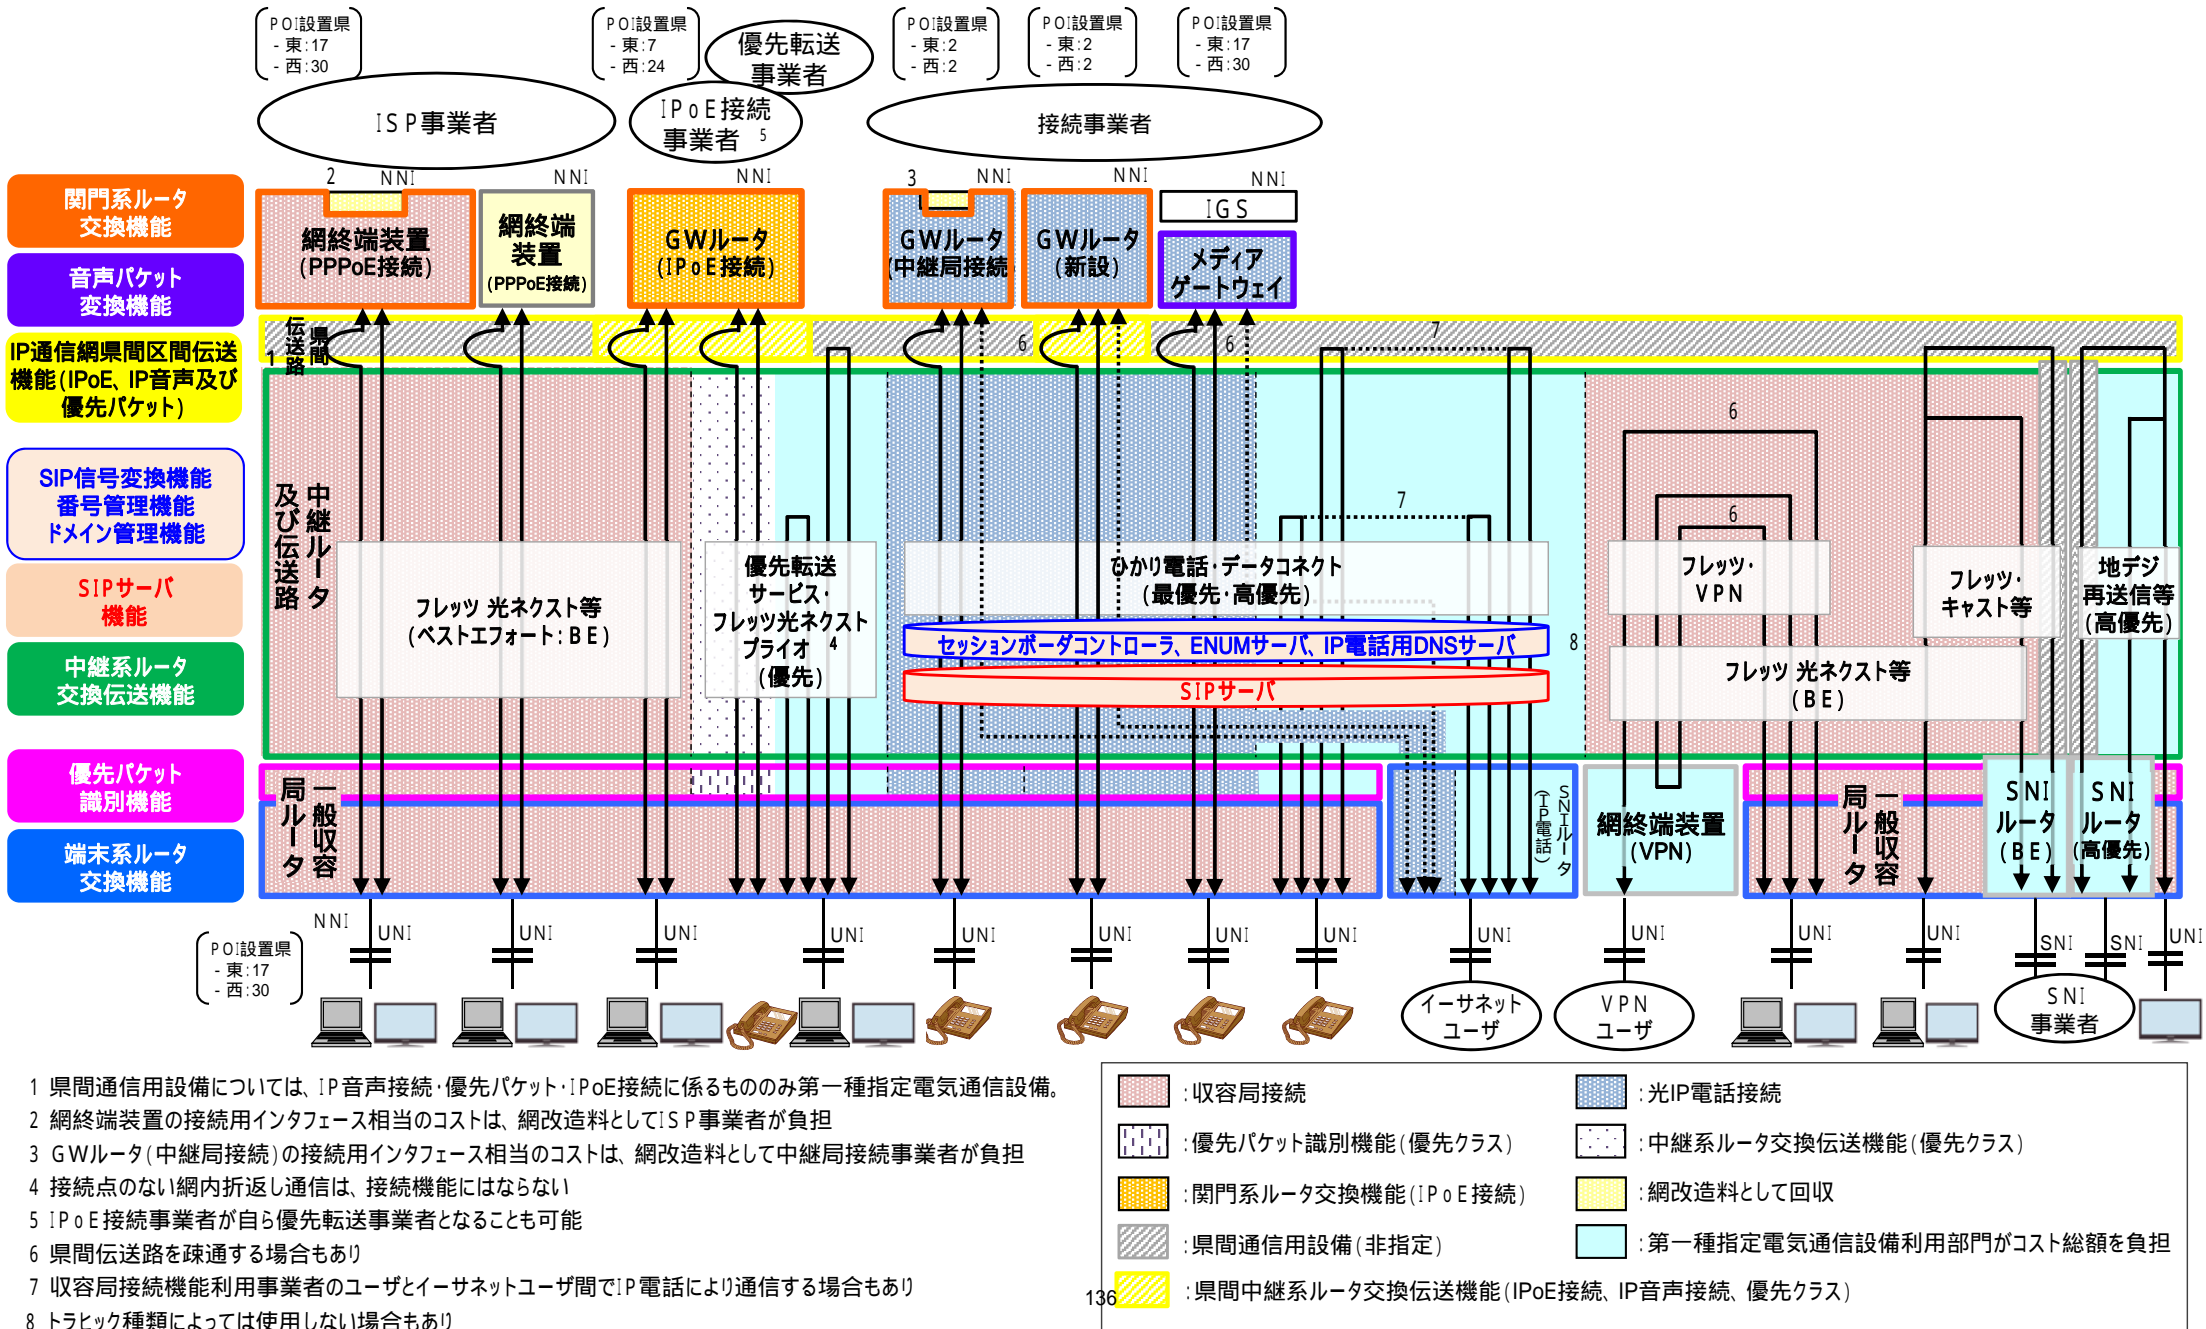 POI設置県
- 東:17
- 西:30
POI設置県
- 東:7
- 西:24
優先転送
事業者
POI設置県
- 東:2
- 西:2
POI設置県
- 東:2
- 西:2
POI設置県
- 東:17
- 西:30
ISP事業者
IPoE接続
事業者 5
接続事業者
2 NNI
NNI
NNI
3 NNI
NNI
NNI
関門系ルータ
交換機能
音声パケット
変換機能
IP通信網県間区間伝送
機能(IPoE、IP音声及び
優先パケット)
SIP信号変換機能
番号管理機能
ドメイン管理機能
SIPサーバ
機能
中継系ルータ
交換伝送機能
優先パケット
識別機能
端末系ルータ
交換機能
網終端装置
(PPPoE接続)
網終端
装置
(PPPoE接続)
GWルータ
(IPoE接続)
GWルータ
(中継局接続)
GWルータ
(新設)
IGS
メディア
ゲートウェイ
県間
伝送路
1
6
6
7
6
6
7
中継ルータ
及び伝送路
フレッツ 光ネクスト等
(ベストエフォート:BE)
優先転送
サービス・
フレッツ光ネクスト
プライオ 4
(優先)
ひかり電話・データコネクト
(最優先・高優先)
セッションボーダコントローラ、ENUMサーバ、IP電話用DNSサーバ
8
SIPサーバ
フレッツ・
VPN
フレッツ・
キャスト等
地デジ
再送信等
(高優先)
フレッツ 光ネクスト等
(BE)
一般収容
局ルータ
SNIルータ
(IP電話)
網終端装置
(VPN)
一般収容
局ルータ
SNI
ルータ
(BE)
SNI
ルータ
(高優先)
POI設置県
- 東:17
- 西:30
NNI
UNI
UNI
UNI
UNI
UNI
UNI
UNI
UNI
UNI
UNI
UNI
UNI
SNI
SNI
UNI
イーサネット
ユーザ
VPN
ユーザ
SNI
事業者
1 県間通信用設備については、IP音声接続・優先パケット・IPoE接続に係るもののみ第一種指定電気通信設備。
2 網終端装置の接続用インタフェース相当のコストは、網改造料としてISP事業者が負担
3 GWルータ(中継局接続)の接続用インタフェース相当のコストは、網改造料として中継局接続事業者が負担
4 接続点のない網内折返し通信は、接続機能にはならない
5 IPoE接続事業者が自ら優先転送事業者となることも可能
6 県間伝送路を疎通する場合もあり
7 収容局接続機能利用事業者のユーザとイーサネットユーザ間でIP電話により通信する場合もあり
8 トラヒック種類によっては使用しない場合もあり
:収容局接続
:光IP電話接続
:優先パケット識別機能(優先クラス)
:中継系ルータ交換伝送機能(優先クラス)
:関門系ルータ交換機能(IPoE接続)
:網改造料として回収
:県間通信用設備(非指定)
:第一種指定電気通信設備利用部門がコスト総額を負担
:県間中継系ルータ交換伝送機能(IPoE接続、IP音声接続、優先クラス)
136